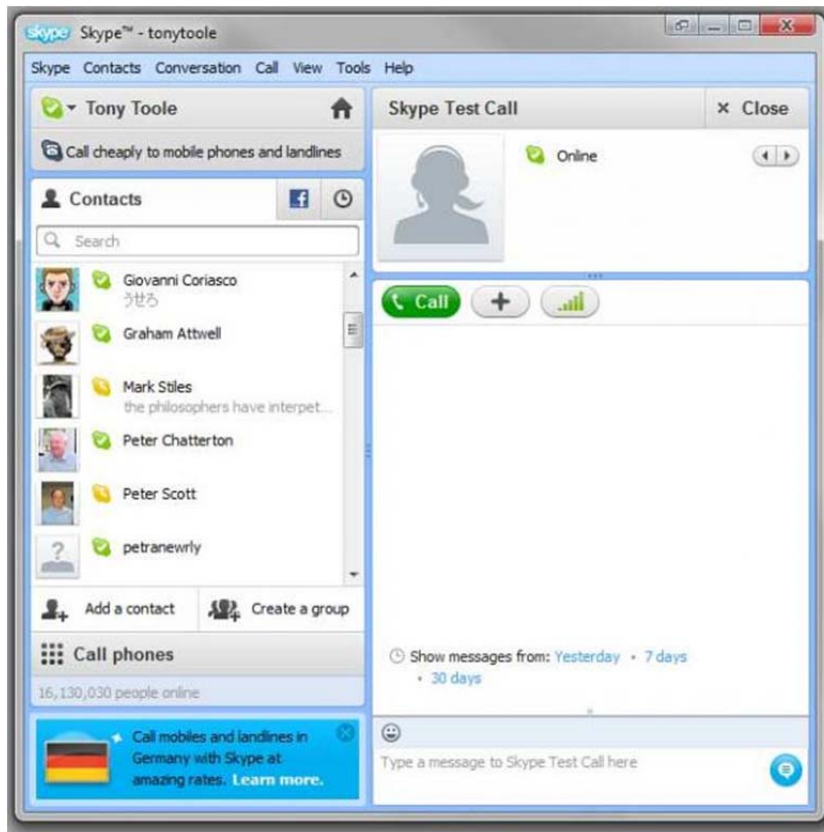 skype Skype™ - tonytoole
Skype Contacts Conversation Call View Tools Help
Tony Toole
Call cheaply to mobile phones and landlines
Contacts
Search
Giovanni Coriasco
うせろ
Graham Attwell
Mark Stiles
the philosophers have interpet...
Peter Chatterton
Peter Scott
petranewrly
Add a contact
Create a group
Call phones
16,130,030 people online
Call mobiles and landlines in
Germany with Skype at
amazing rates. Learn more.
Skype Test Call
× Close
Online
Call
Show messages from: Yesterday • 7 days
• 30 days
Type a message to Skype Test Call here